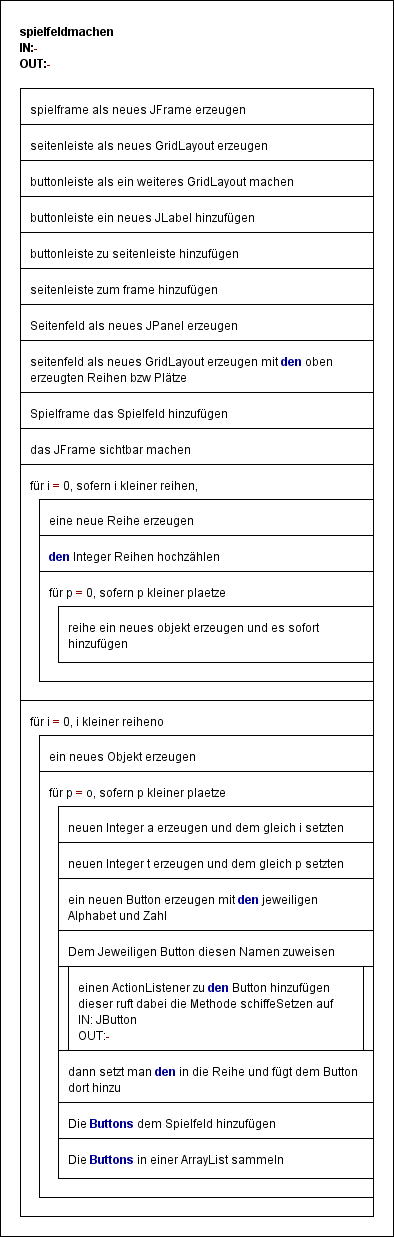 spielfeldmachen
IN:-
OUT:-
spielframe als neues JFrame erzeugen
seitenleiste als neues GridLayout erzeugen
buttonleiste als ein weiteres GridLayout machen
buttonleiste ein neues JLabel hinzufügen
buttonleiste zu seitenleiste hinzufügen
seitenleiste zum frame hinzufügen
Seitenfeld als neues JPanel erzeugen
seitenfeld als neues GridLayout erzeugen mit den oben
erzeugten Reihen bzw Plätze
Spielframe das Spielfeld hinzufügen
das JFrame sichtbar machen
für i = 0, sofern i kleiner reihen,
eine neue Reihe erzeugen
den Integer Reihen hochzählen
für p = 0, sofern p kleiner plaetze
reihe ein neues objekt erzeugen und es sofort
hinzufügen
für i = 0, i kleiner reiheno
ein neues Objekt erzeugen
für p = o, sofern p kleiner plaetze
neuen Integer a erzeugen und dem gleich i setzten
neuen Integer t erzeugen und dem gleich p setzten
ein neuen Button erzeugen mit den jeweiligen
Alphabet und Zahl
Dem Jeweiligen Button diesen Namen zuweisen
einen ActionListener zu den Button hinzufügen
dieser ruft dabei die Methode schiffeSetzen auf
IN: JButton
OUT:-
dann setzt man den in die Reihe und fügt dem Button
dort hinzu
Die Buttons dem Spielfeld hinzufügen
Die Buttons in einer ArrayList sammeln